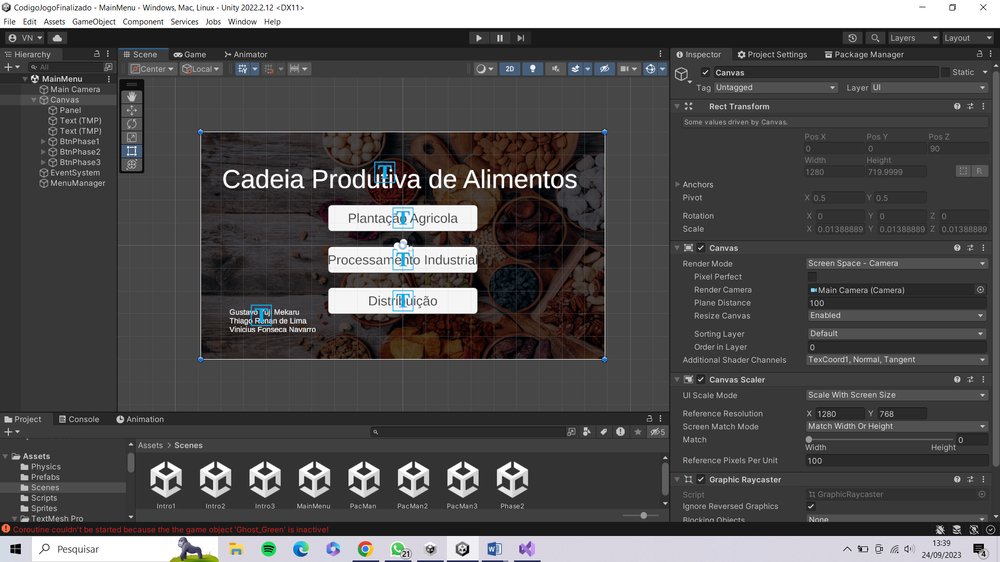 CodigoJogoFinalizado - MainMenu - Windows, Mac, Linux - Unity 2022.2.12 <DX11>
File Edit Assets GameObject Component Services Jobs Window Help
VN Layers Layout
Hierarchy
All
MainMenu
Main Camera
Canvas
Panel
Text (TMP)
Text (TMP)
BtnPhase1
BtnPhase2
BtnPhase3
EventSystem
MenuManager
Scene Game Animator
Center Local 2D
Cadeia Produtiva de Alimentos
Plantação Agricola
Processamento Industrial
Distribuição
Gustavo Yuji Mekaru
Thiago Renan de Lima
Vinicius Fonseca Navarro
Inspector Project Settings Package Manager
Canvas Static
Tag Untagged Layer UI
Rect Transform
Some values driven by Canvas.
Pos X Pos Y Pos Z
0 0 90
Width Height
1280 719.9999 R
Anchors
Pivot X 0.5 Y 0.5
Rotation X 0 Y 0 Z 0
Scale X 0.01388889 Y 0.01388889 Z 0.01388889
Canvas
Render Mode Screen Space - Camera
Pixel Perfect
Render Camera Main Camera (Camera)
Plane Distance 100
Resize Canvas Enabled
Sorting Layer Default
Order in Layer 0
Additional Shader Channels TexCoord1, Normal, Tangent
Canvas Scaler
UI Scale Mode Scale With Screen Size
Reference Resolution X 1280 Y 768
Screen Match Mode Match Width Or Height
Match 0
Width Height
Reference Pixels Per Unit 100
Graphic Raycaster
Script GraphicRaycaster
Ignore Reversed Graphics
Blocking Objects None
Project Console Animation
5
Assets
Physics
Prefabs
Scenes
Scripts
Sprites
TextMesh Pro
Assets > Scenes
Intro1 Intro2 Intro3 MainMenu PacMan PacMan2 PacMan3 Phase2
Coroutine couldn't be started because the the game object 'Ghost_Green' is inactive!
Pesquisar
21
13:39
24/09/2023
4